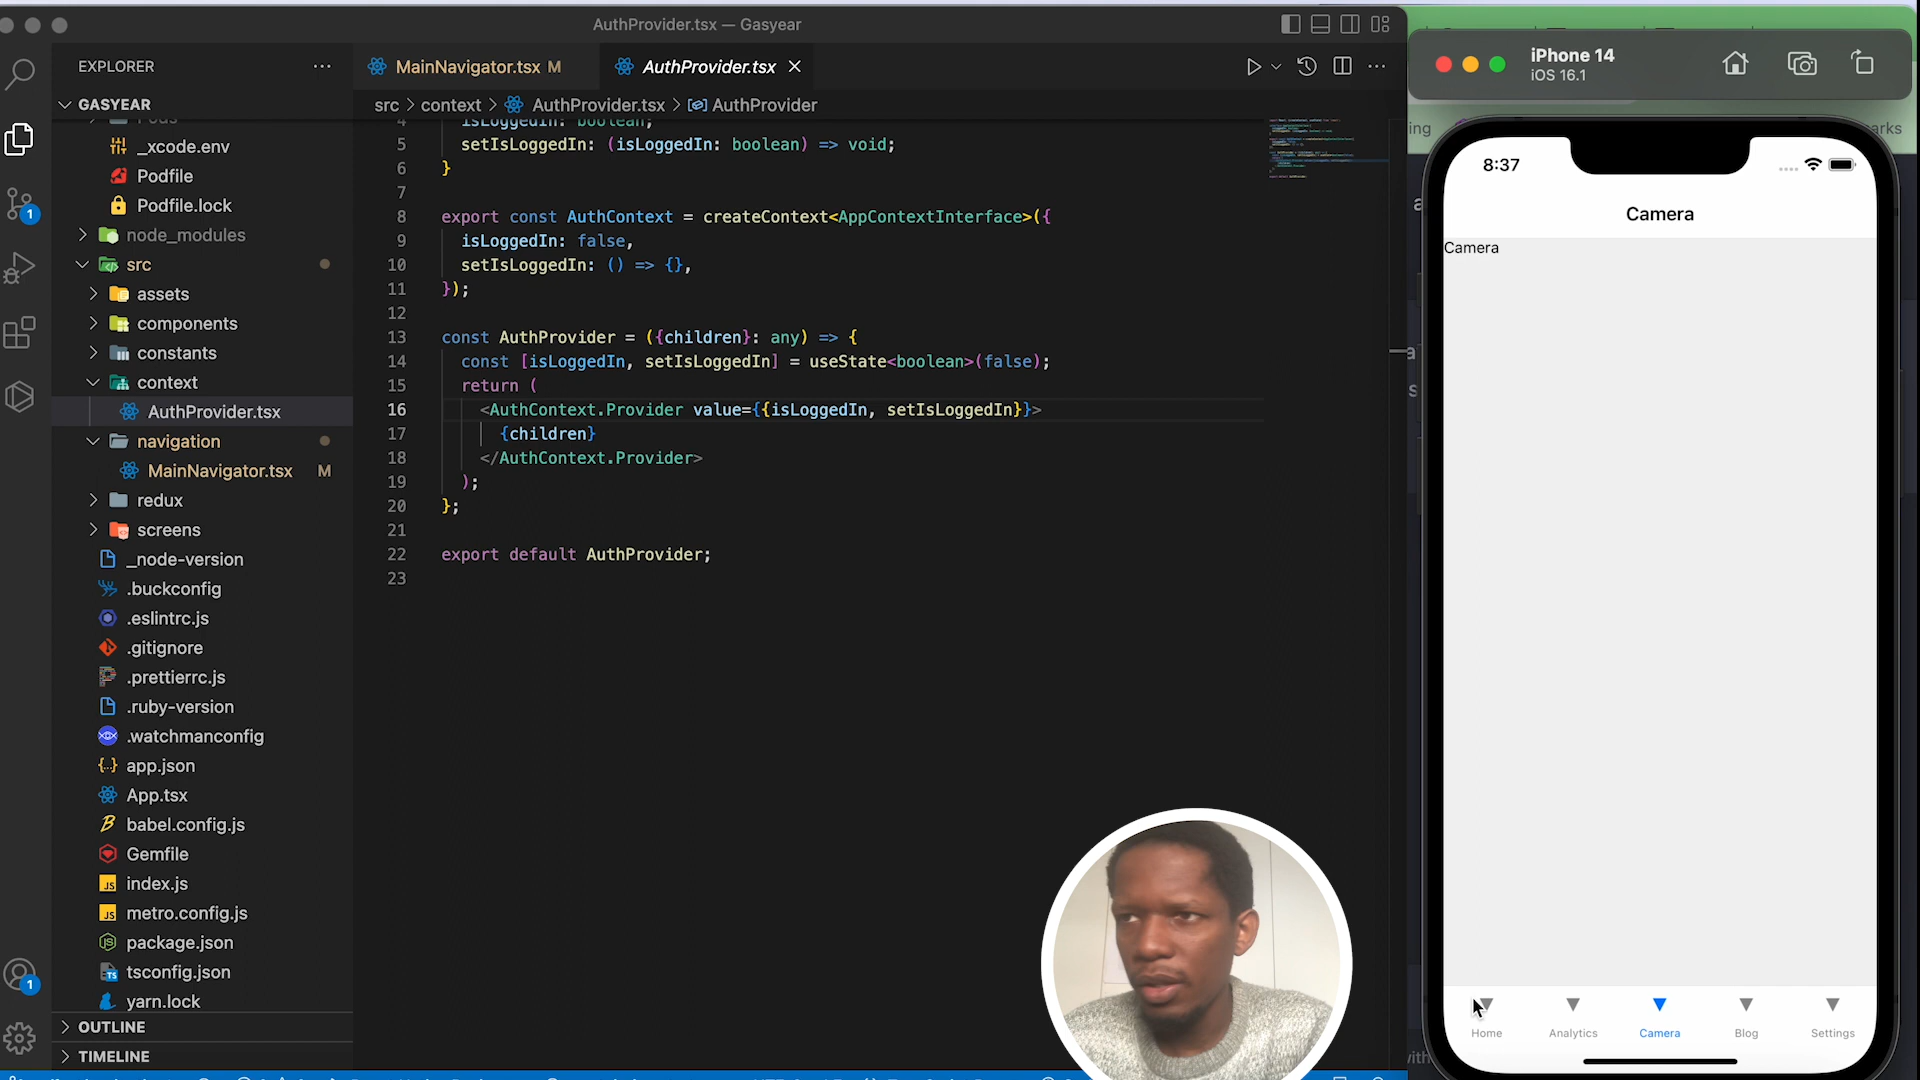 AuthProvider.tsx — Gasyear
EXPLORER
GASYEAR
Pods
_xcode.env
Podfile
Podfile.lock
node_modules
src
assets
components
constants
context
AuthProvider.tsx
navigation
MainNavigator.tsx M
redux
screens
_node-version
.buckconfig
.eslintrc.js
.gitignore
.prettierrc.js
.ruby-version
.watchmanconfig
app.json
App.tsx
babel.config.js
Gemfile
index.js
metro.config.js
package.json
tsconfig.json
yarn.lock
OUTLINE
TIMELINE
1
1
MainNavigator.tsx M
AuthProvider.tsx
src > context > AuthProvider.tsx > AuthProvider
4 isLoggedIn: boolean;
5 setIsLoggedIn: (isLoggedIn: boolean) => void;
6 }
7
8 export const AuthContext = createContext<AppContextInterface>({
9 isLoggedIn: false,
10 setIsLoggedIn: () => {},
11 });
12
13 const AuthProvider = ({children}: any) => {
14 const [isLoggedIn, setIsLoggedIn] = useState<boolean>(false);
15 return (
16 <AuthContext.Provider value={{isLoggedIn, setIsLoggedIn}}>
17 {children}
18 </AuthContext.Provider>
19 );
20 };
21
22 export default AuthProvider;
23
iPhone 14
iOS 16.1
8:37
Camera
Camera
Home
Analytics
Camera
Blog
Settings